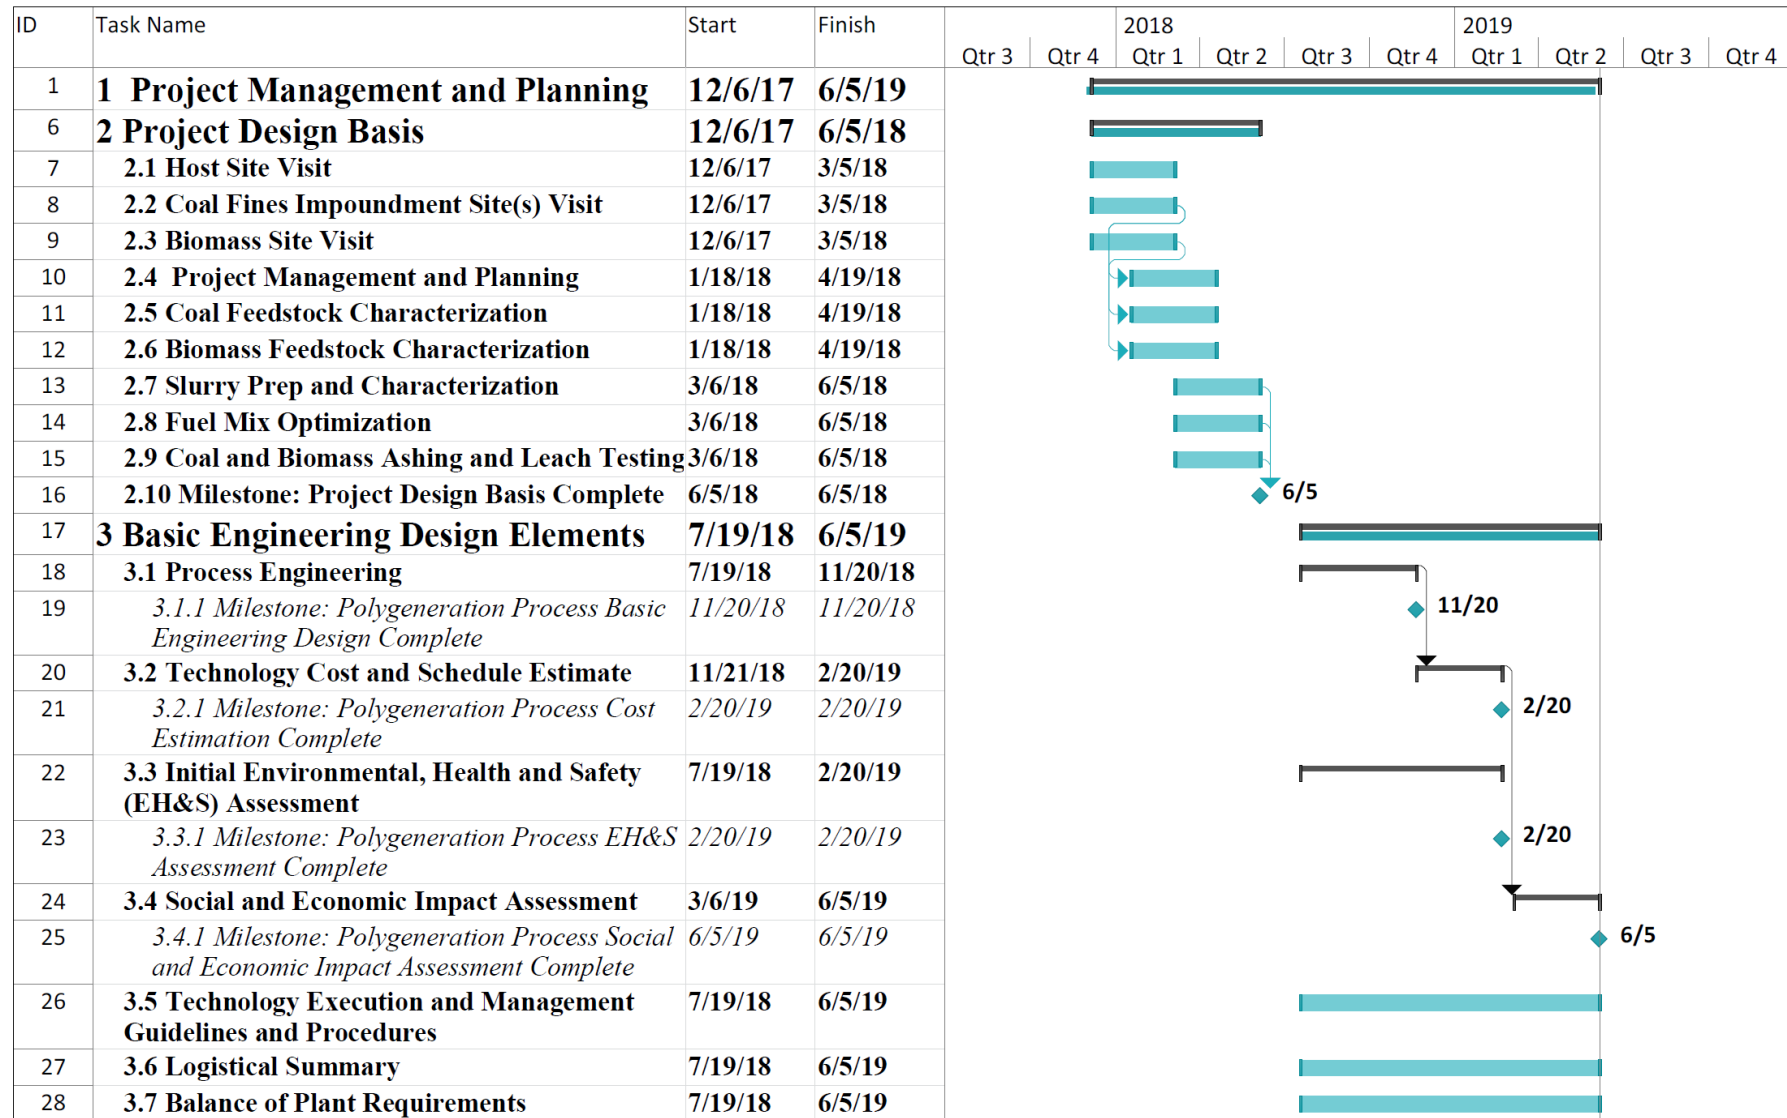 ID Task Name Start Finish 2018 2019
Qtr 3 Qtr 4 Qtr 1 Qtr 2 Qtr 3 Qtr 4 Qtr 1 Qtr 2 Qtr 3 Qtr 4
1 1 Project Management and Planning 12/6/17 6/5/19
6 2 Project Design Basis 12/6/17 6/5/18
7 2.1 Host Site Visit 12/6/17 3/5/18
8 2.2 Coal Fines Impoundment Site(s) Visit 12/6/17 3/5/18
9 2.3 Biomass Site Visit 12/6/17 3/5/18
10 2.4 Project Management and Planning 1/18/18 4/19/18
11 2.5 Coal Feedstock Characterization 1/18/18 4/19/18
12 2.6 Biomass Feedstock Characterization 1/18/18 4/19/18
13 2.7 Slurry Prep and Characterization 3/6/18 6/5/18
14 2.8 Fuel Mix Optimization 3/6/18 6/5/18
15 2.9 Coal and Biomass Ashing and Leach Testing 3/6/18 6/5/18
16 2.10 Milestone: Project Design Basis Complete 6/5/18 6/5/18 6/5
17 3 Basic Engineering Design Elements 7/19/18 6/5/19
18 3.1 Process Engineering 7/19/18 11/20/18
19 3.1.1 Milestone: Polygeneration Process Basic 11/20/18 11/20/18 11/20
Engineering Design Complete
20 3.2 Technology Cost and Schedule Estimate 11/21/18 2/20/19
21 3.2.1 Milestone: Polygeneration Process Cost 2/20/19 2/20/19 2/20
Estimation Complete
22 3.3 Initial Environmental, Health and Safety 7/19/18 2/20/19
(EH&S) Assessment
23 3.3.1 Milestone: Polygeneration Process EH&S 2/20/19 2/20/19 2/20
Assessment Complete
24 3.4 Social and Economic Impact Assessment 3/6/19 6/5/19
25 3.4.1 Milestone: Polygeneration Process Social 6/5/19 6/5/19 6/5
and Economic Impact Assessment Complete
26 3.5 Technology Execution and Management 7/19/18 6/5/19
Guidelines and Procedures
27 3.6 Logistical Summary 7/19/18 6/5/19
28 3.7 Balance of Plant Requirements 7/19/18 6/5/19